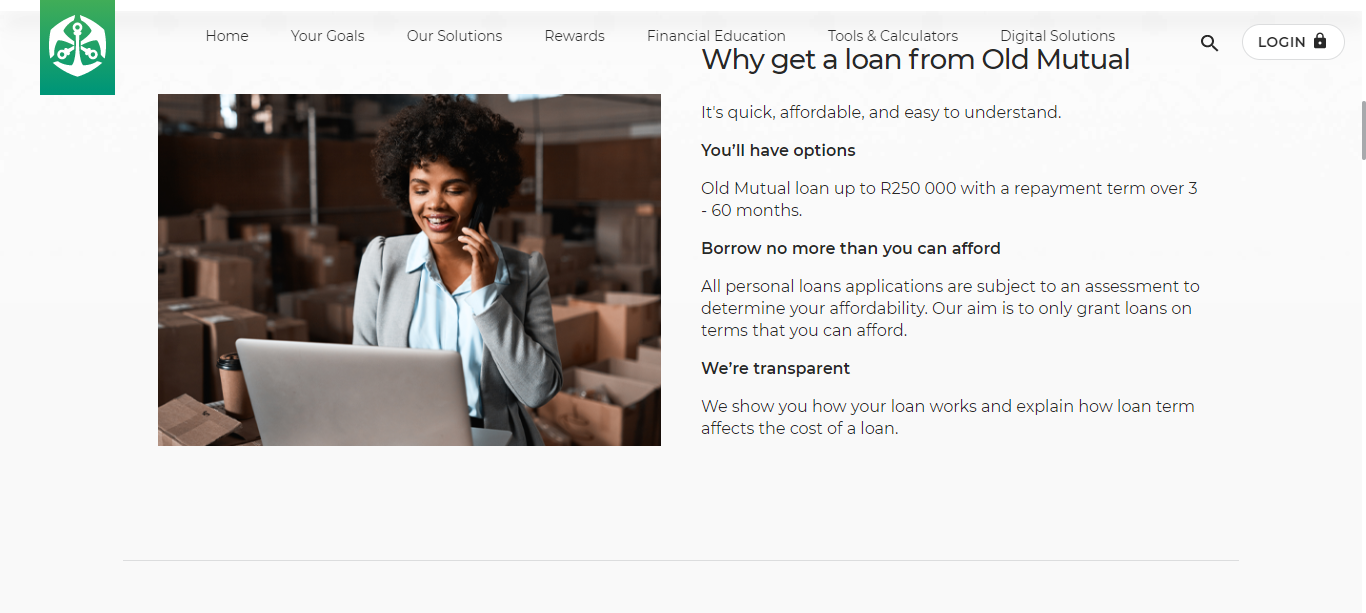 Home Your Goals Our Solutions Rewards Financial Education Tools & Calculators Digital Solutions LOGIN
Why get a loan from Old Mutual
It's quick, affordable, and easy to understand.
You’ll have options
Old Mutual loan up to R250 000 with a repayment term over 3
- 60 months.
Borrow no more than you can afford
All personal loans applications are subject to an assessment to
determine your affordability. Our aim is to only grant loans on
terms that you can afford.
We’re transparent
We show you how your loan works and explain how loan term
affects the cost of a loan.